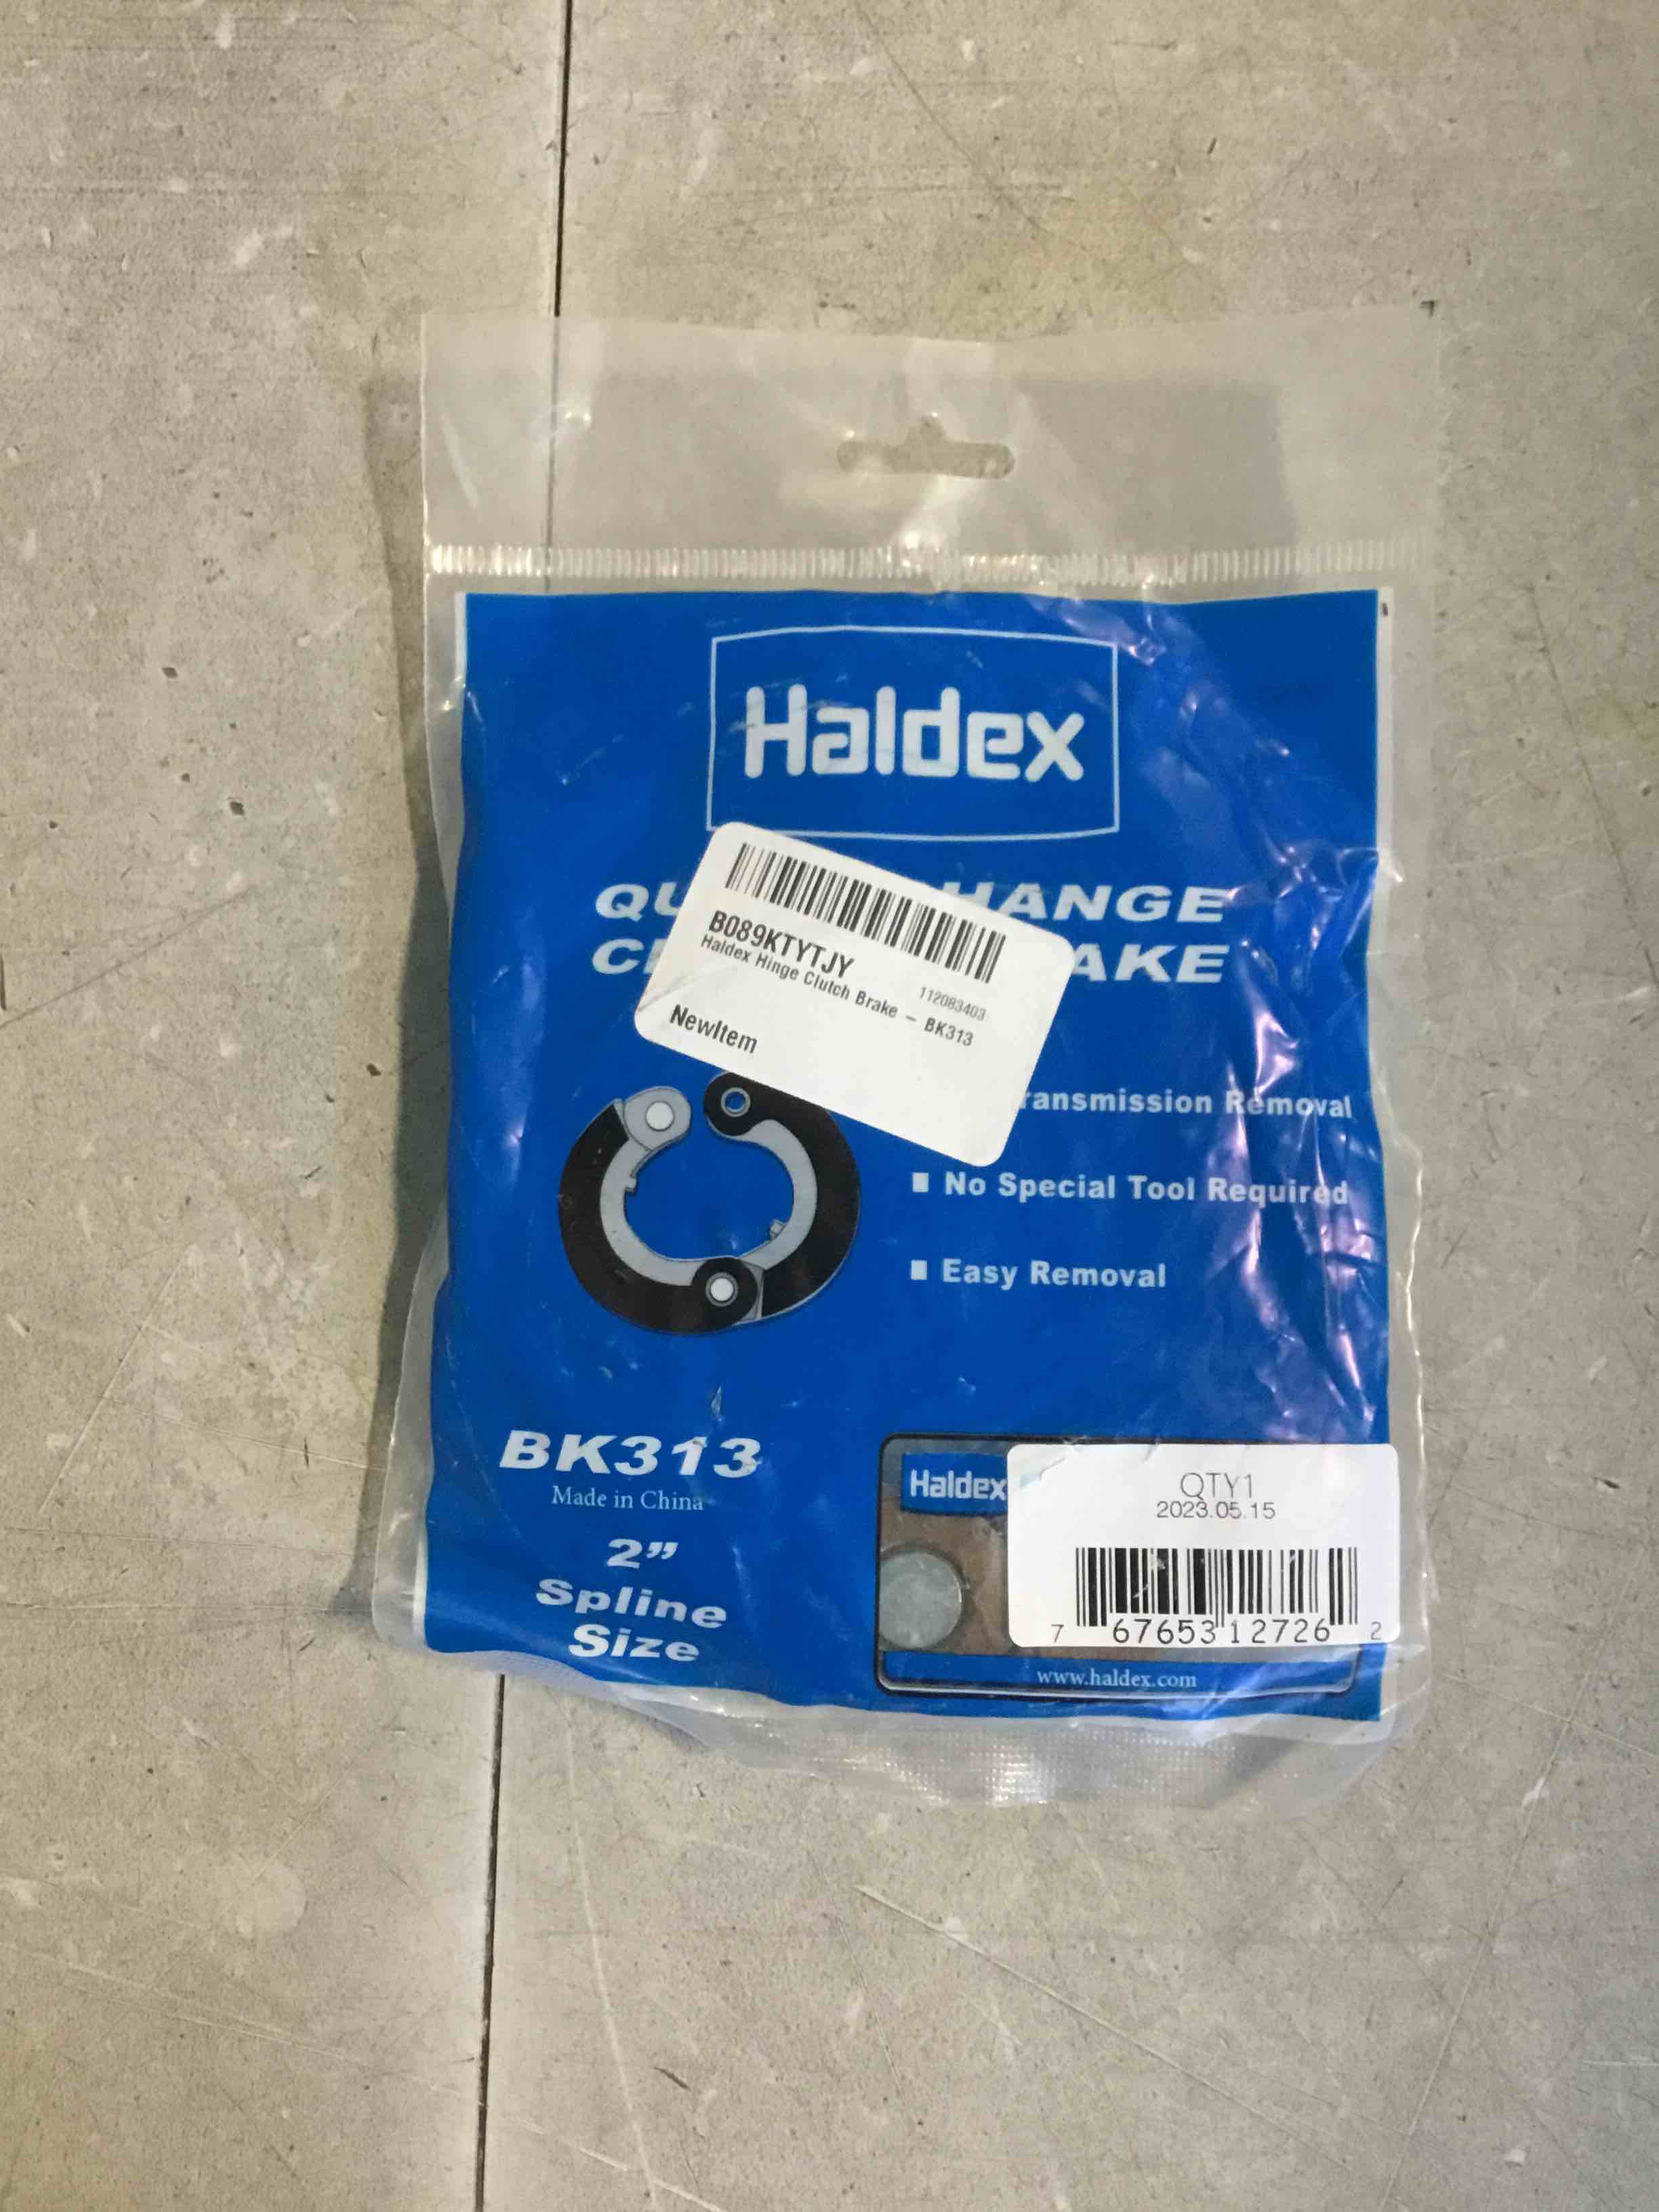 Haldex
QU HANGE
CL AKE
B089KTYTJY
112083403
Haldex Hinge Clutch Brake – BK313
NewItem
ransmission Removal
No Special Tool Required
Easy Removal
BK313
Made in China
2”
Spline
Size
Haldex
QTY1
2023.05.15
7 67653 12726 2
www.haldex.com